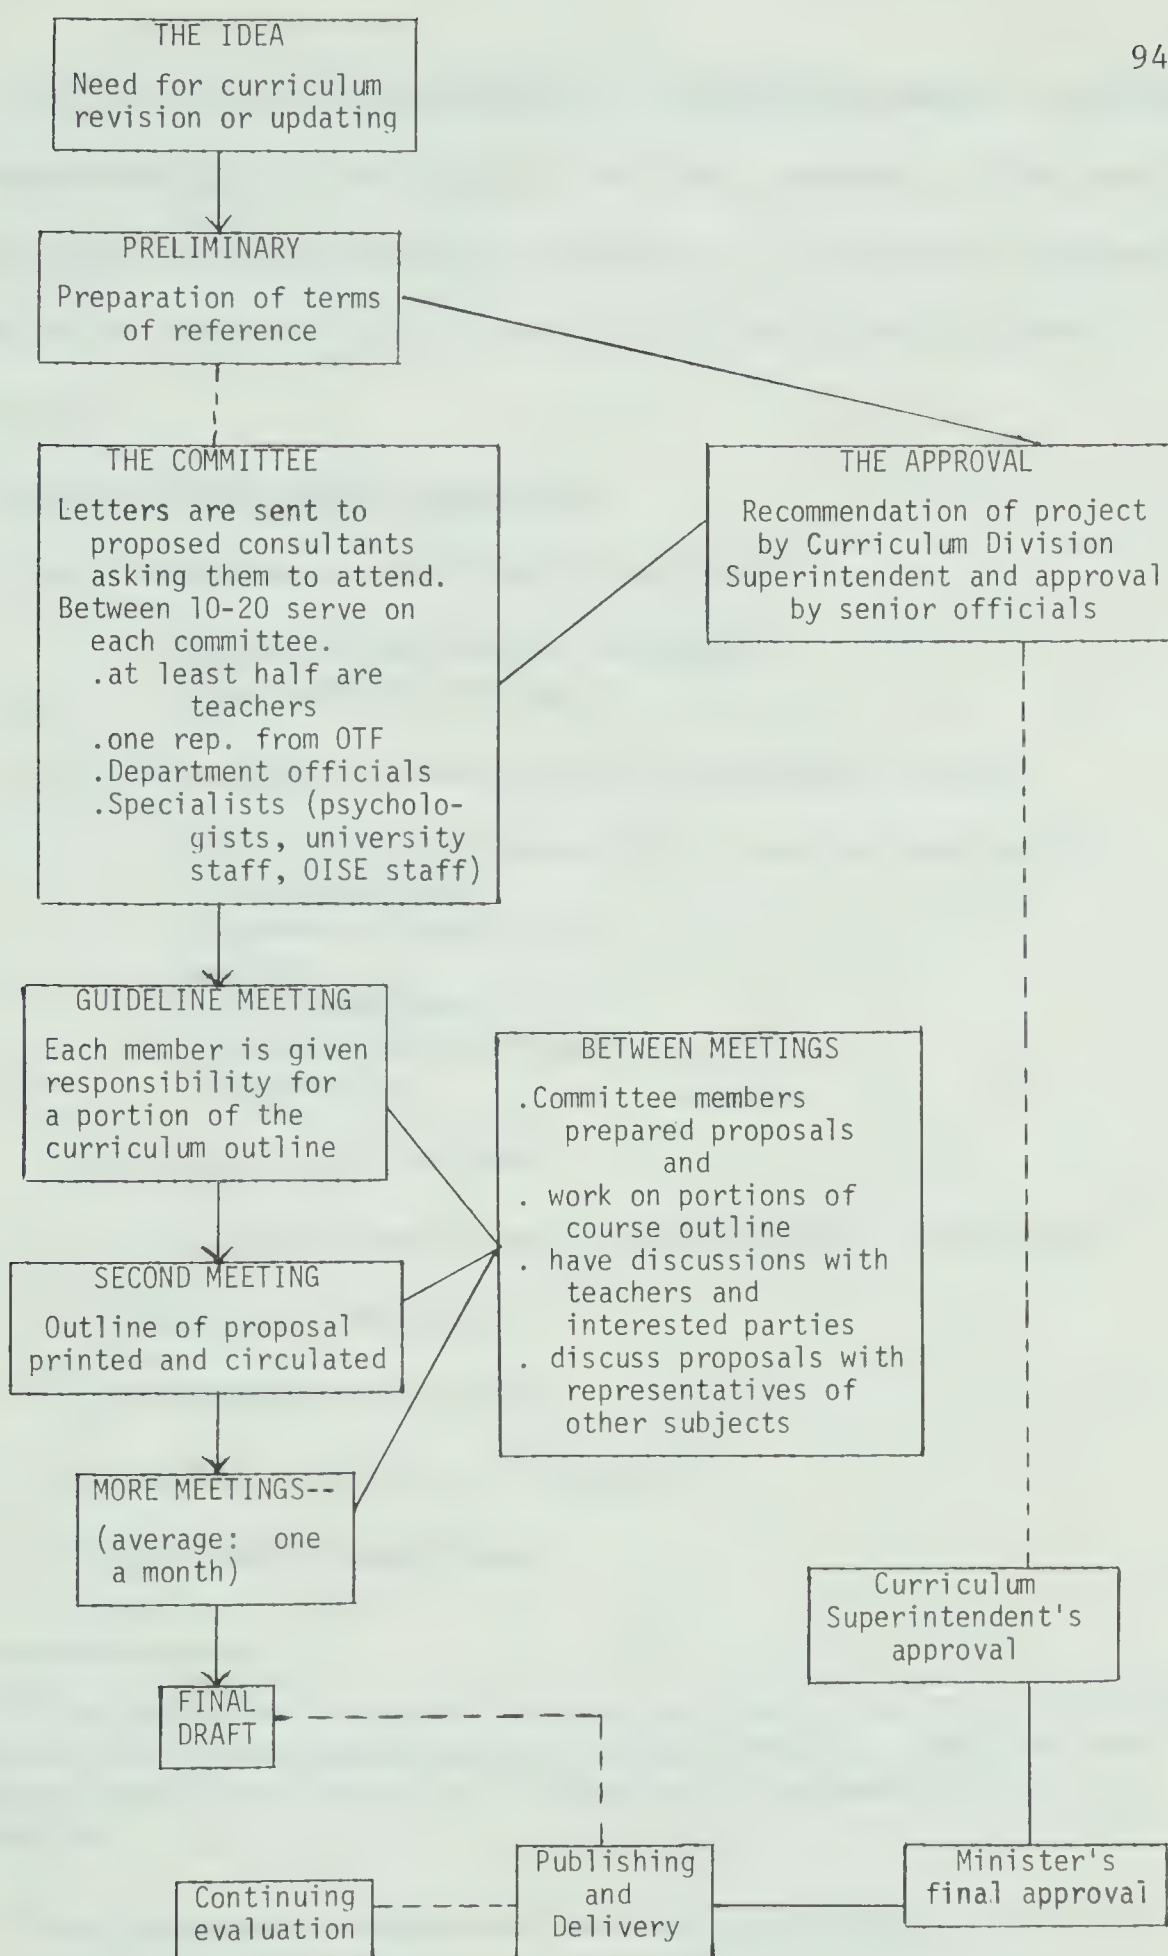 94
THE IDEA
Need for curriculum
revision or updating
PRELIMINARY
Preparation of terms
of reference
THE COMMITTEE
Letters are sent to
proposed consultants
asking them to attend.
Between 10-20 serve on
each committee.
.at least half are
teachers
.one rep. from OTF
.Department officials
.Specialists (psycholo-
gists, university
staff, OISE staff)
THE APPROVAL
Recommendation of project
by Curriculum Division
Superintendent and approval
by senior officials
GUIDELINE MEETING
Each member is given
responsibility for
a portion of the
curriculum outline
BETWEEN MEETINGS
.Committee members
prepared proposals
and
. work on portions of
course outline
. have discussions with
teachers and
interested parties
. discuss proposals with
representatives of
other subjects
SECOND MEETING
Outline of proposal
printed and circulated
MORE MEETINGS--
(average: one
a month)
Curriculum
Superintendent's
approval
FINAL
DRAFT
Minister's
final approval
Publishing
and
Delivery
Continuing
evaluation